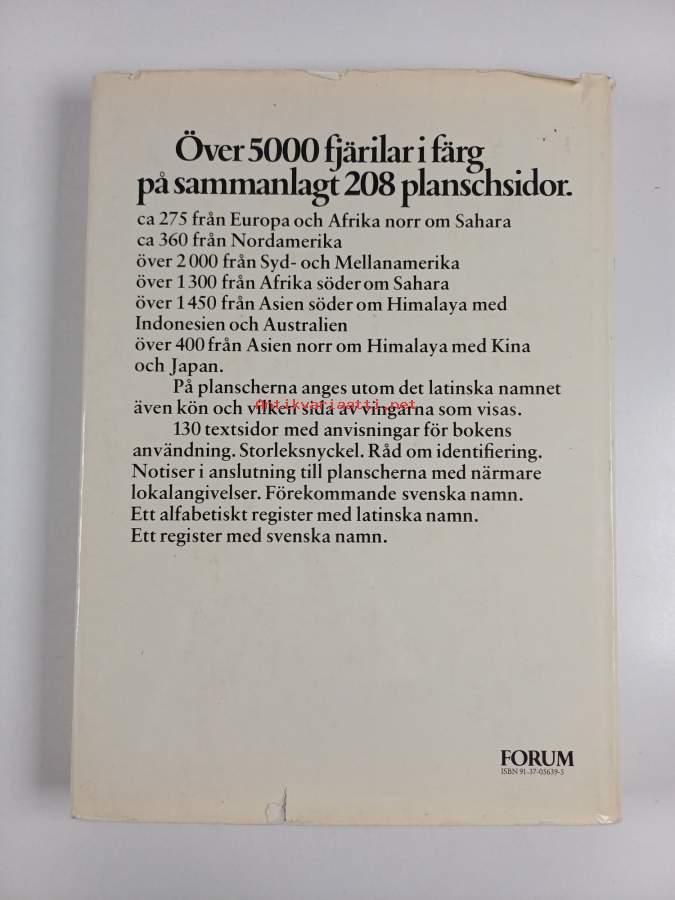 Över 5000 fjärilar i färg
på sammanlagt 208 planschsidor.
ca 275 från Europa och Afrika norr om Sahara
ca 360 från Nordamerika
över 2 000 från Syd- och Mellanamerika
över 1 300 från Afrika söder om Sahara
över 1 450 från Asien söder om Himalaya med
Indonesien och Australien
över 400 från Asien norr om Himalaya med Kina
och Japan.
På planscherna anges utom det latinska namnet
även kön och vilken sida av vingarna som visas.
Antikvariaatti.net
130 textsidor med anvisningar för bokens
användning. Storleksnyckel. Råd om identifiering.
Notiser i anslutning till planscherna med närmare
lokalangivelser. Förekommande svenska namn.
Ett alfabetiskt register med latinska namn.
Ett register med svenska namn.
FORUM
ISBN 91-37-05639-5